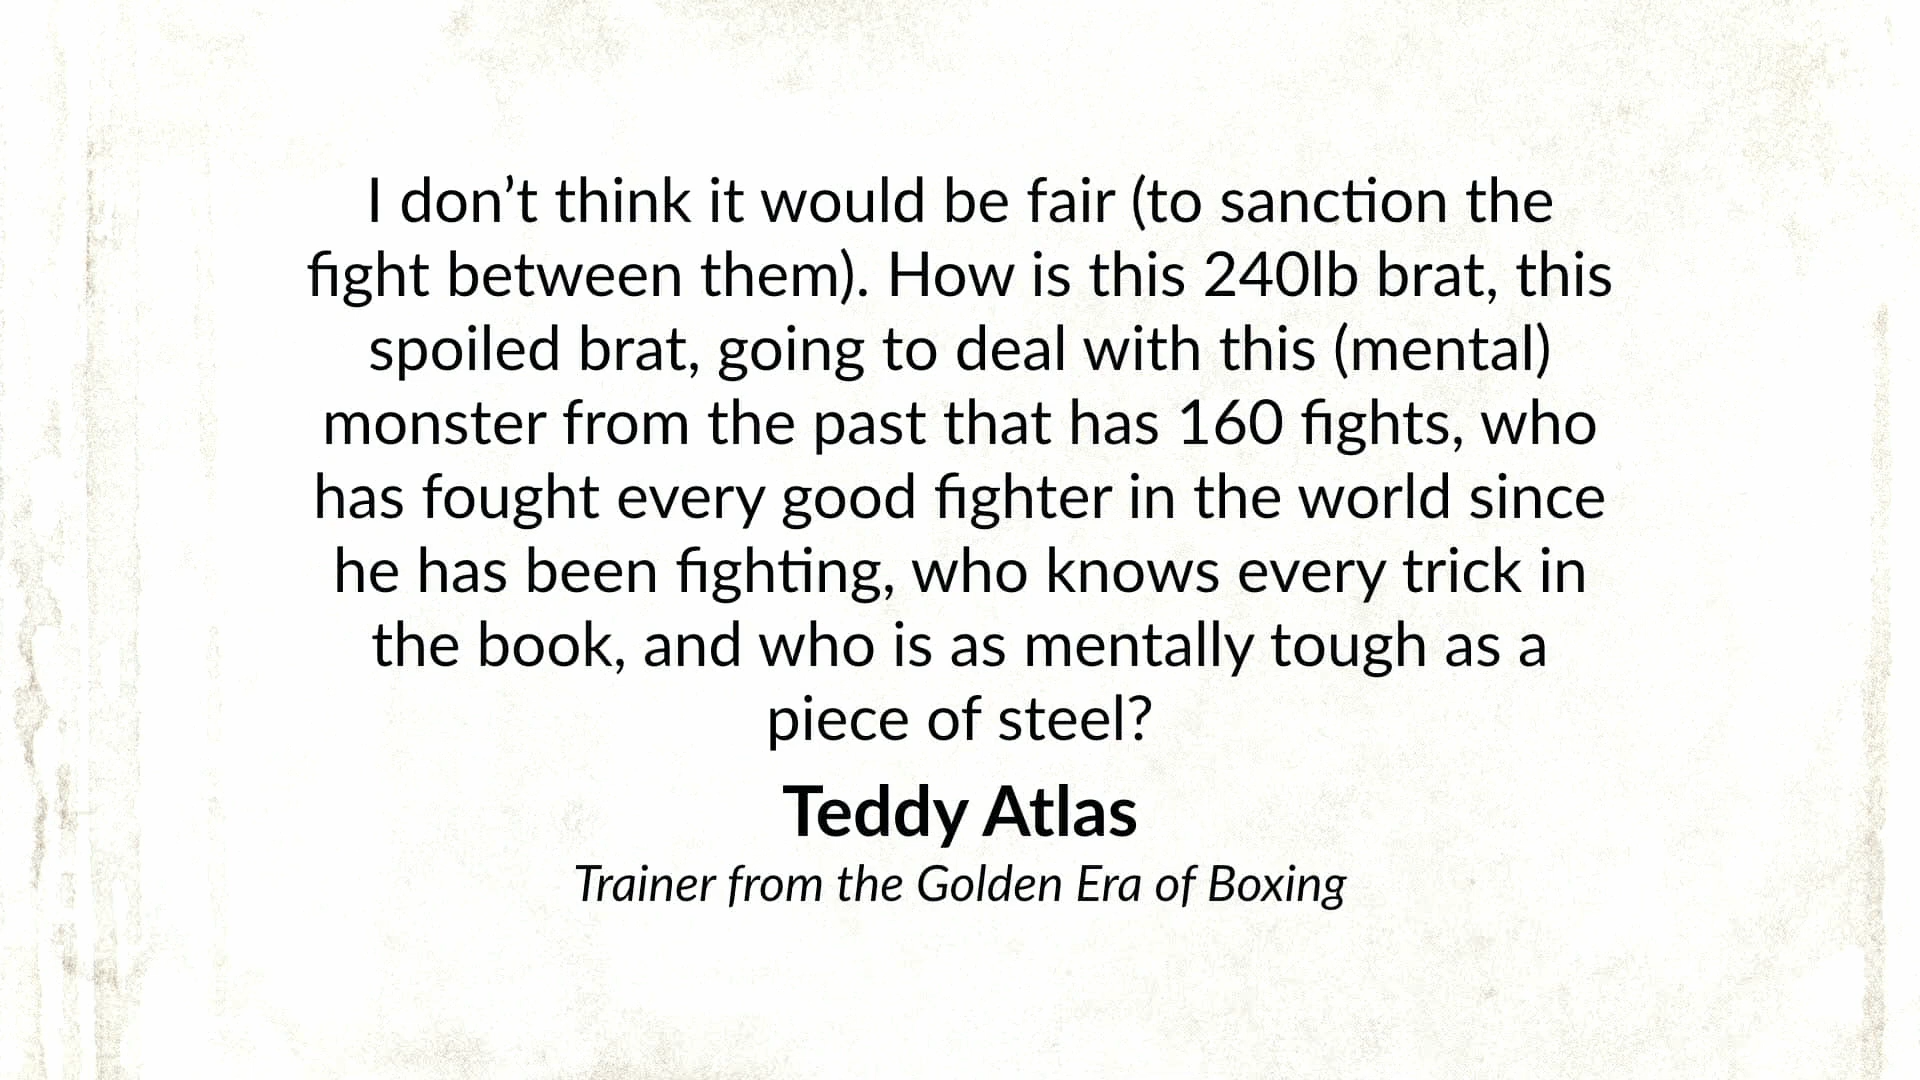 I don’t think it would be fair (to sanction the
fight between them). How is this 240lb brat, this
spoiled brat, going to deal with this (mental)
monster from the past that has 160 fights, who
has fought every good fighter in the world since
he has been fighting, who knows every trick in
the book, and who is as mentally tough as a
piece of steel?
Teddy Atlas
Trainer from the Golden Era of Boxing